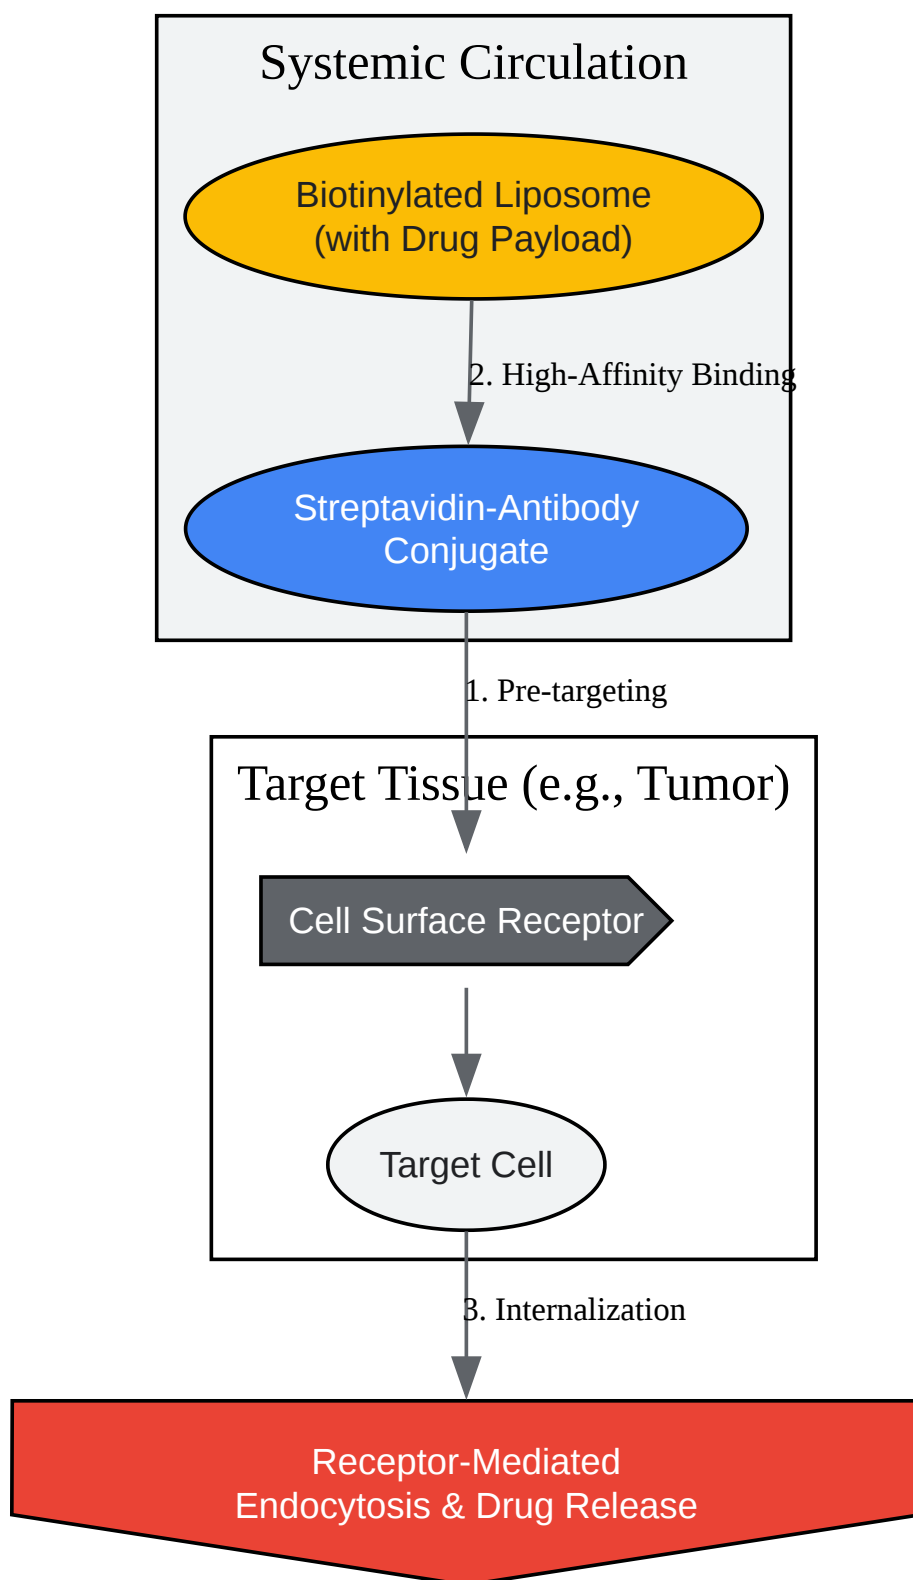 Systemic Circulation
Biotinylated Liposome
(with Drug Payload)
2. High-Affinity Binding
Streptavidin-Antibody
Conjugate
1. Pre-targeting
Target Tissue (e.g., Tumor)
Cell Surface Receptor
Target Cell
3. Internalization
Receptor-Mediated
Endocytosis & Drug Release